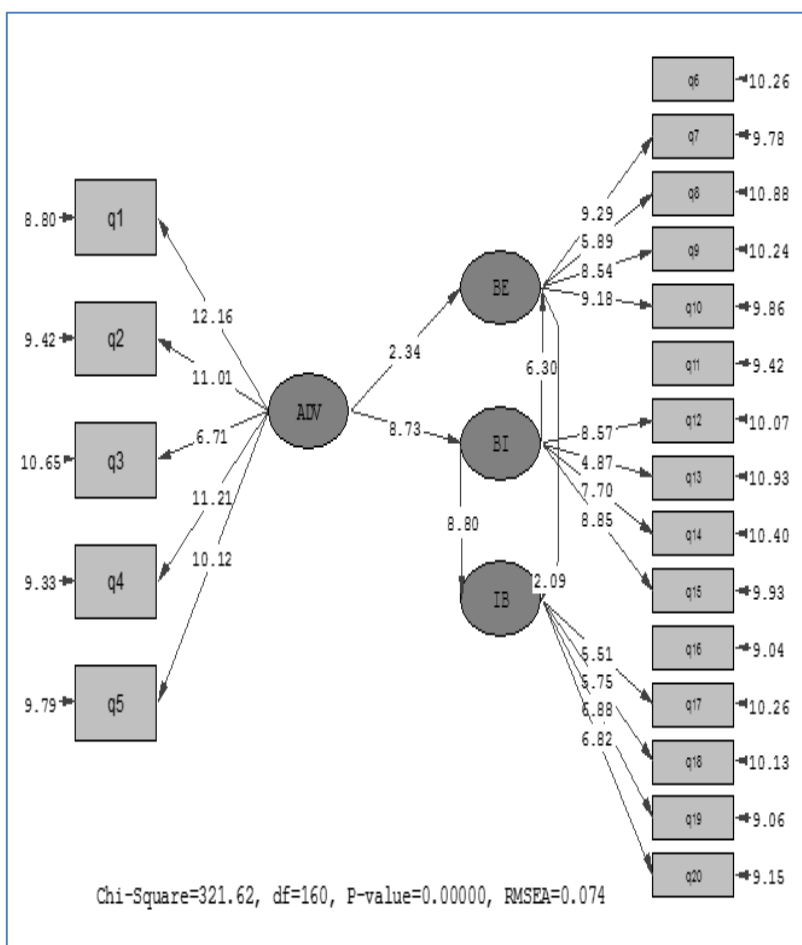 q6 10.26
q7 9.78
q8 10.88
q9 10.24
q10 9.86
q11 9.42
q12 10.07
q13 10.93
q14 10.40
q15 9.93
q16 9.04
q17 10.26
q18 10.13
q19 9.06
q20 9.15
8.80 q1
9.42 q2
10.65 q3
9.33 q4
9.79 q5
12.16
11.01
6.71
11.21
10.12
ADV
2.34
8.73
BE
9.29
5.89
8.54
9.18
6.30
BI
8.57
4.87
7.70
8.85
8.80
2.09
IB
5.51
5.75
6.88
6.82
Chi-Square=321.62, df=160, P-value=0.00000, RMSEA=0.074